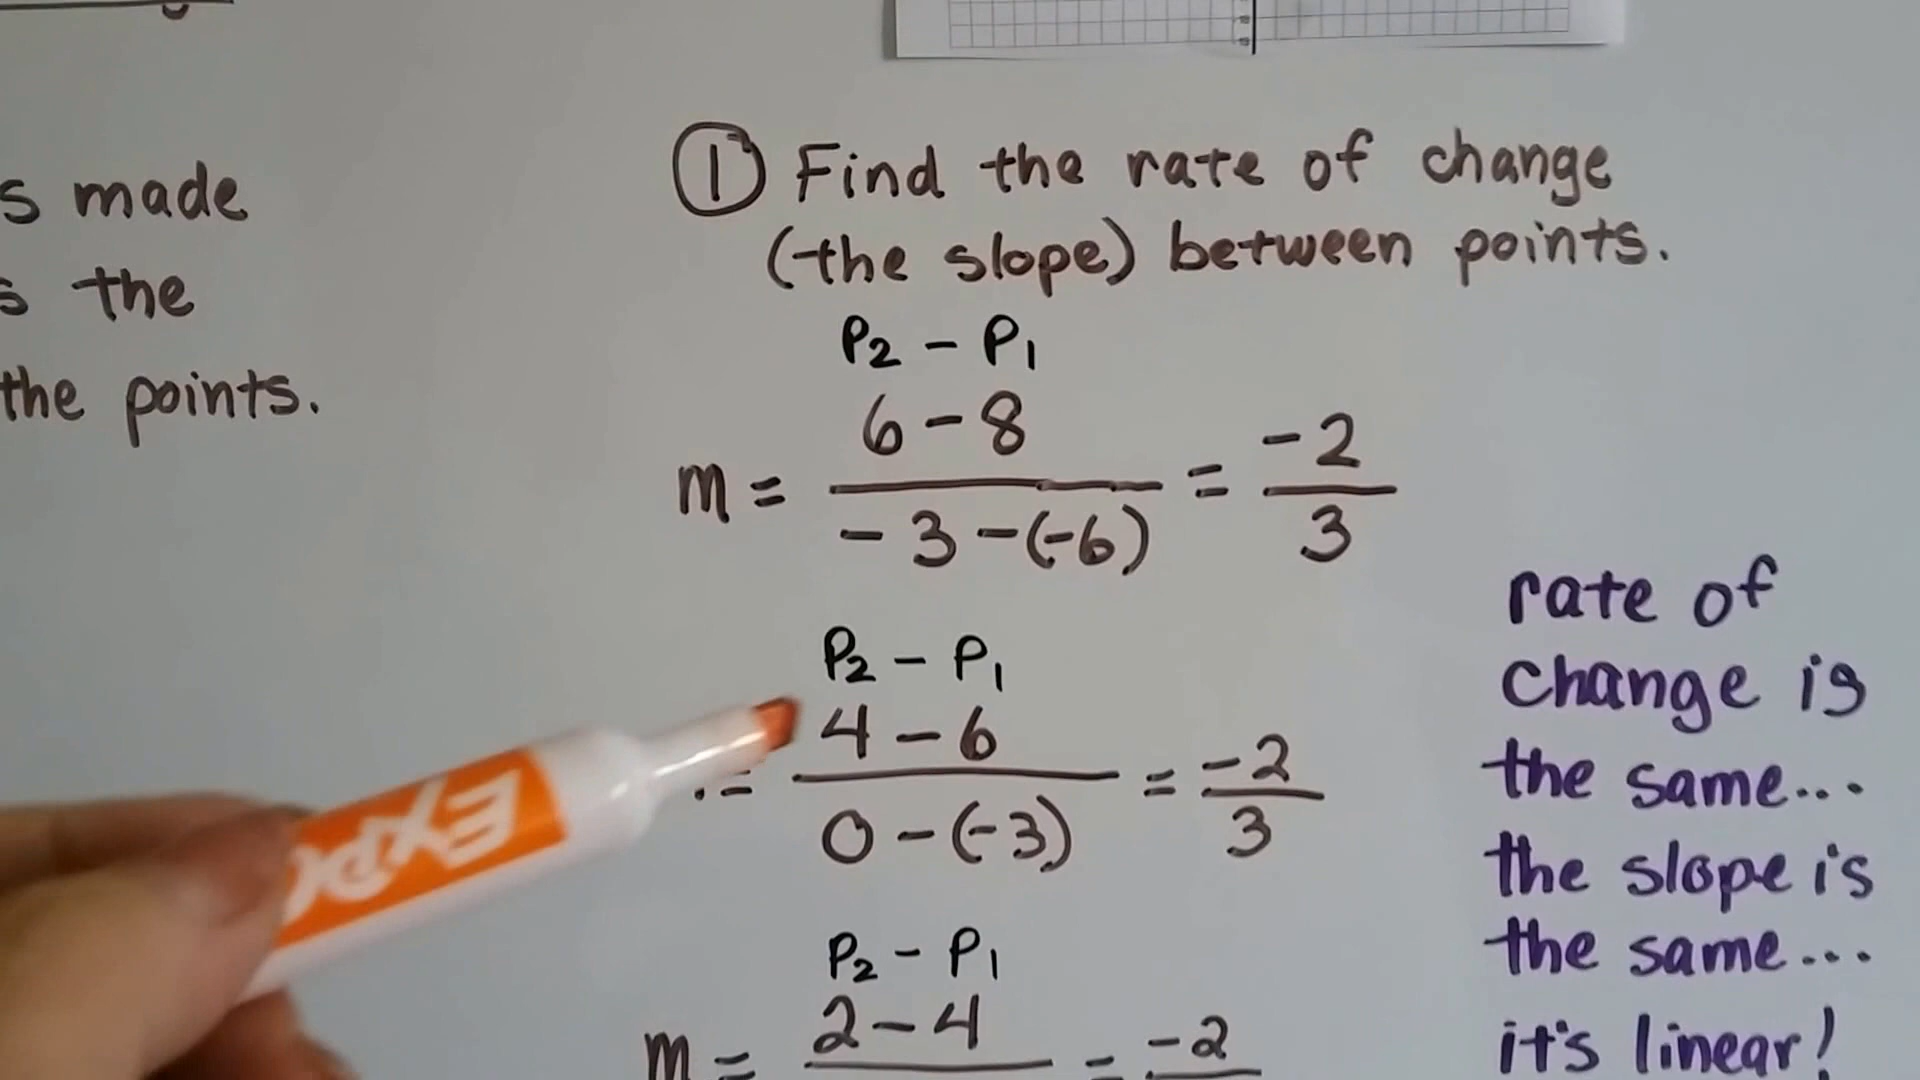 s made
s the
the points.
① Find the rate of change
(the slope) between points.
P₂ - P₁
m = 6 - 8 / -3 - (-6) = -2 / 3
P₂ - P₁
= 4 - 6 / 0 - (-3) = -2 / 3
P₂ - P₁
m = 2 - 4 = -2
rate of
change is
the same...
the slope is
the same...
it's linear!
EXPO